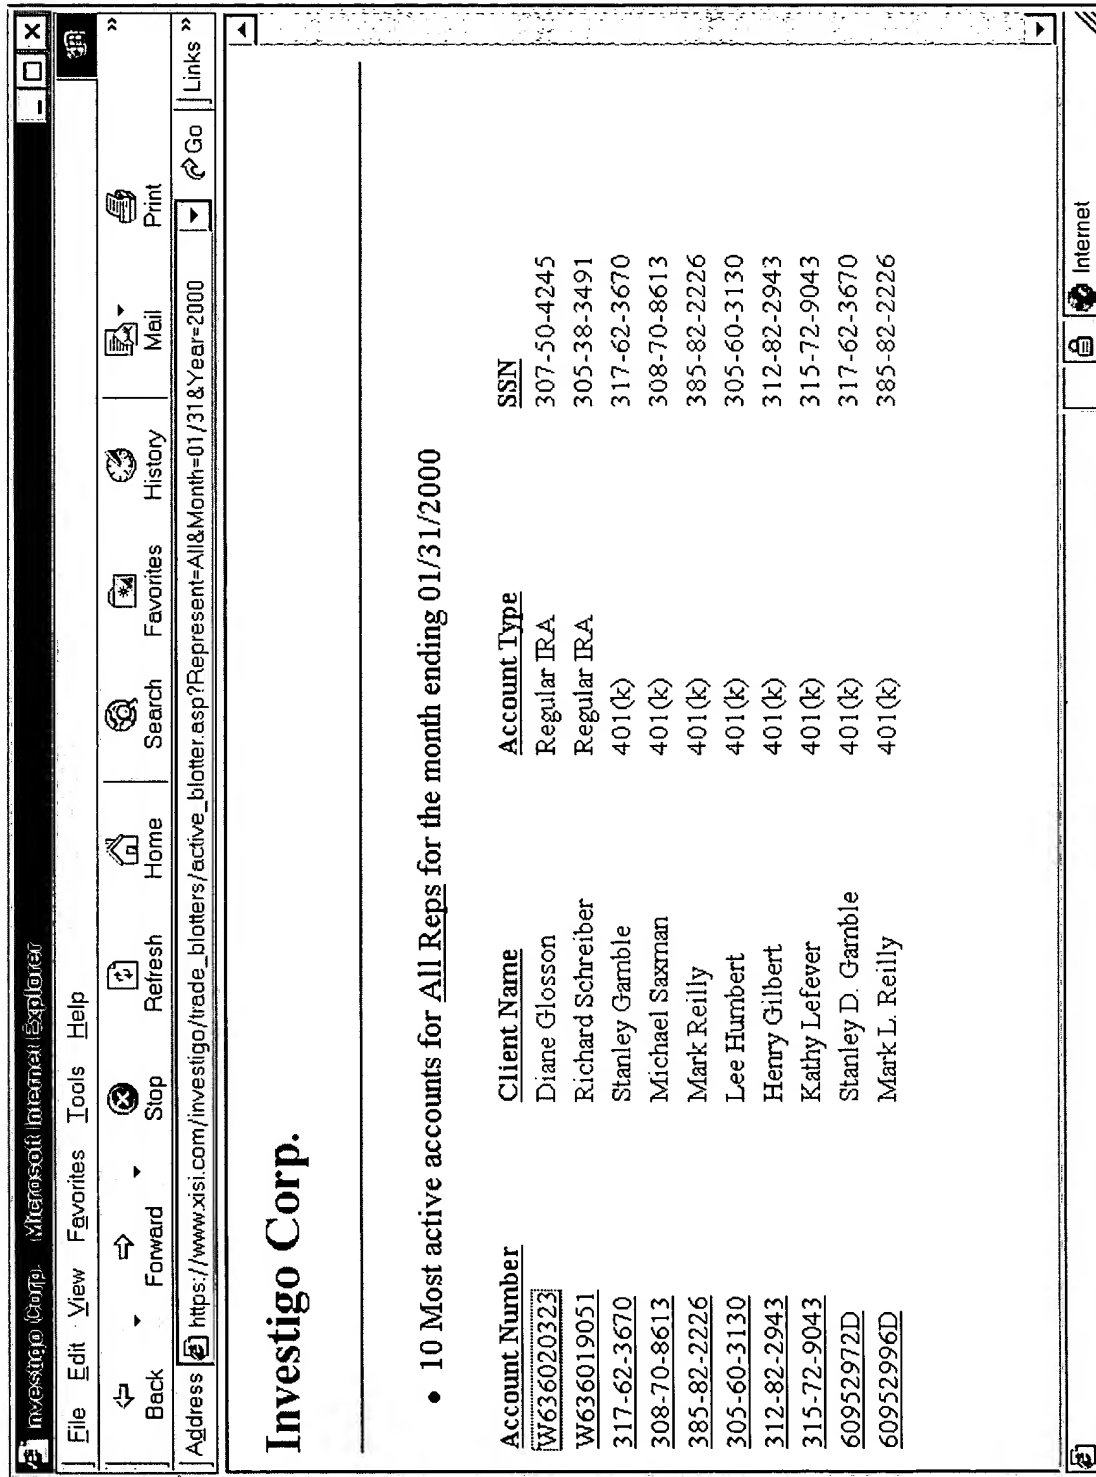 Investigo Corp. Microsoft Internet Explorer
File Edit View Favorites Tools Help
Back Forward Stop Refresh Home Search Favorites History Mail Print »
Address https://www.xisi.com/investigo/trade_blotters/active_blotter.asp?Represent=All&Month=01/31&Year=2000 Go Links »
Investigo Corp.
• 10 Most active accounts for All Reps for the month ending 01/31/2000
Account Number Client Name Account Type SSN
W636020323 Diane Glosson Regular IRA 307-50-4245
W636019051 Richard Schreiber Regular IRA 305-38-3491
317-62-3670 Stanley Gamble 401(k) 317-62-3670
308-70-8613 Michael Saxman 401(k) 308-70-8613
385-82-2226 Mark Reilly 401(k) 385-82-2226
305-60-3130 Lee Humbert 401(k) 305-60-3130
312-82-2943 Henry Gilbert 401(k) 312-82-2943
315-72-9043 Kathy Lefever 401(k) 315-72-9043
60952972D Stanley D. Gamble 401(k) 317-62-3670
60952996D Mark L. Reilly 401(k) 385-82-2226
Internet